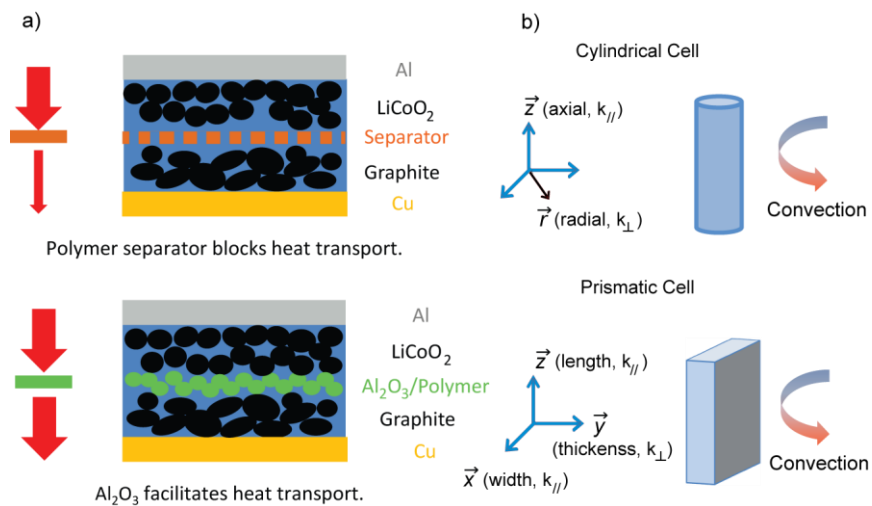 a)
Al
LiCoO₂
Separator
Graphite
Cu
Polymer separator blocks heat transport.
Al
LiCoO₂
Al₂O₃/Polymer
Graphite
Cu
Al₂O₃ facilitates heat transport.
b)
Cylindrical Cell
z⃗ (axial, k//)
r⃗ (radial, k⊥)
Convection
Prismatic Cell
z⃗ (length, k//)
y⃗
(thickenss, k⊥)
x⃗ (width, k//)
Convection